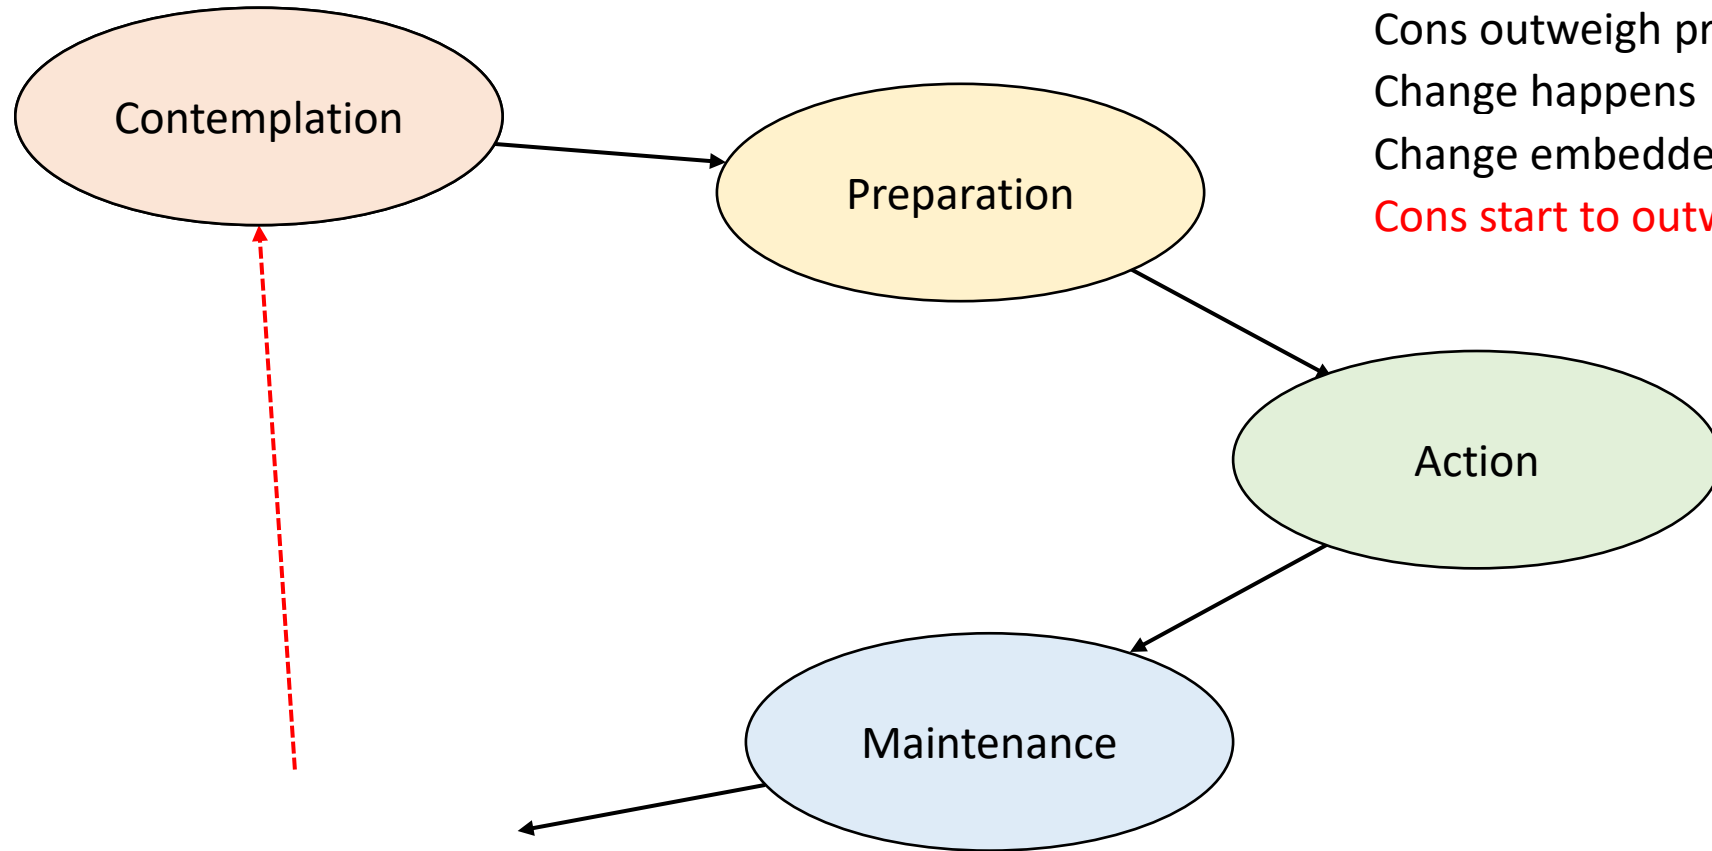 Cons outweigh
Change happens
Change
Cons start to
Contemplation
Preparation
Action
Maintenance